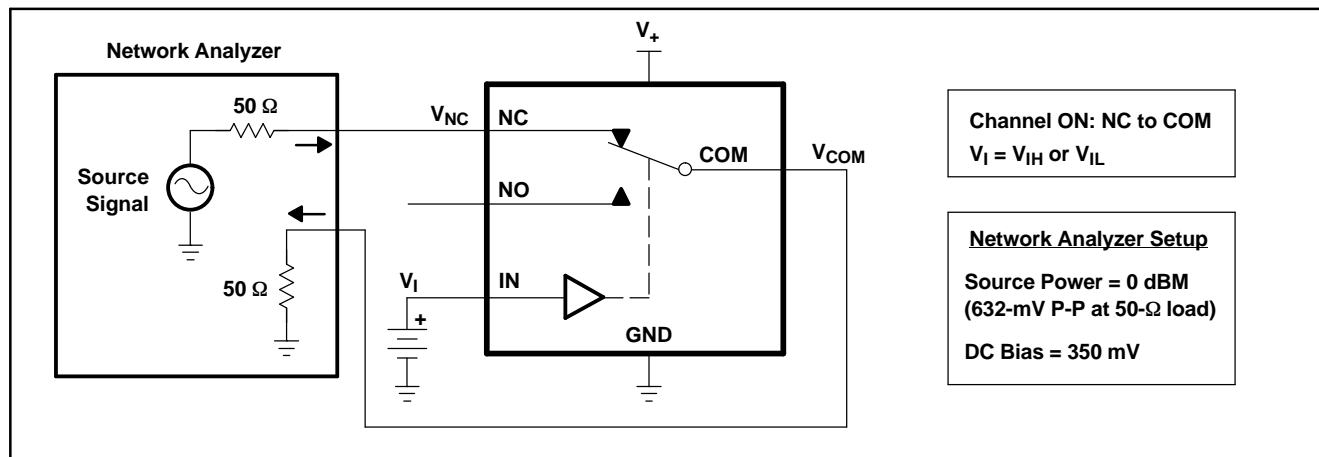 Network Analyzer
50 Ω
Source
Signal
50 Ω
V+
VNC
NC
COM
VCOM
NO
VI
IN
+
GND
Channel ON: NC to COM
VI = VIH or VIL
Network Analyzer Setup
Source Power = 0 dBM
(632-mV P-P at 50-Ω load)
DC Bias = 350 mV